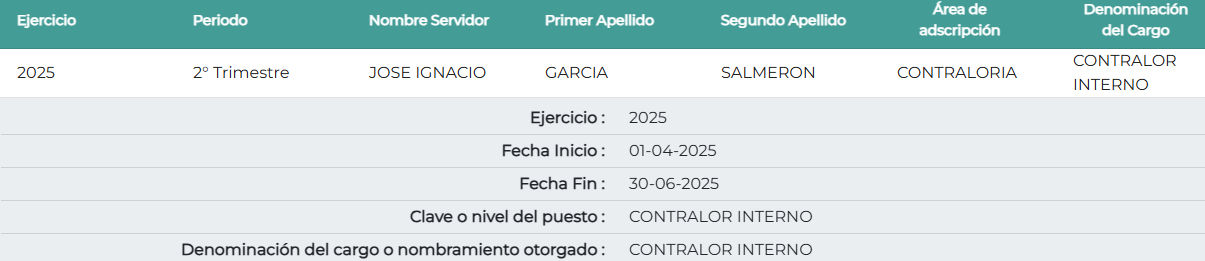 Ejercicio Periodo Nombre Servidor Primer Apellido Segundo Apellido Área de adscripción Denominación del Cargo
2025 2° Trimestre JOSE IGNACIO GARCIA SALMERON CONTRALORIA CONTRALOR INTERNO
Ejercicio : 2025
Fecha Inicio : 01-04-2025
Fecha Fin : 30-06-2025
Clave o nivel del puesto : CONTRALOR INTERNO
Denominación del cargo o nombramiento otorgado : CONTRALOR INTERNO